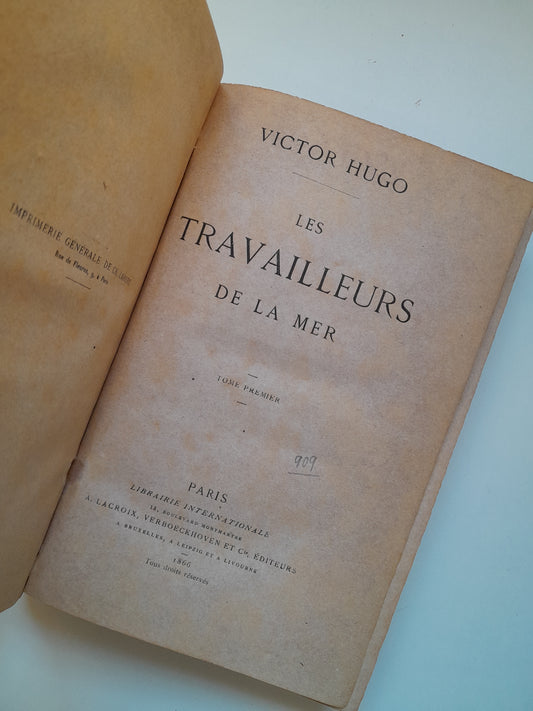 IMPRIMERIE GÉNÉRALE DE CH. LAHURE
Rue de Fleurus, 9, à Paris
VICTOR HUGO
LES
TRAVAILLEURS
DE LA MER
TOME PREMIER
909
PARIS
LIBRAIRIE INTERNATIONALE
15, BOULEVARD MONTMARTRE
A. LACROIX, VERBOECKHOVEN ET Cie, ÉDITEURS
A BRUXELLES, A LEIPZIG ET A LIVOURNE
1866
Tous droits réservés